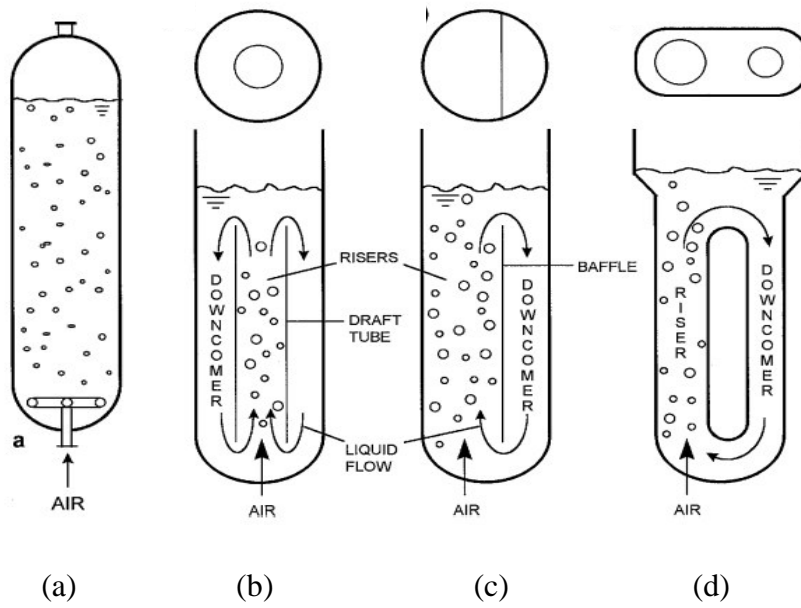 RISERS
BAFFLE
DRAFT
TUBE
DOWNCOMER
DOWNCOMER
RISER
DOWNCOMER
LIQUID
FLOW
a
AIR
AIR
AIR
AIR
(a) (b) (c) (d)